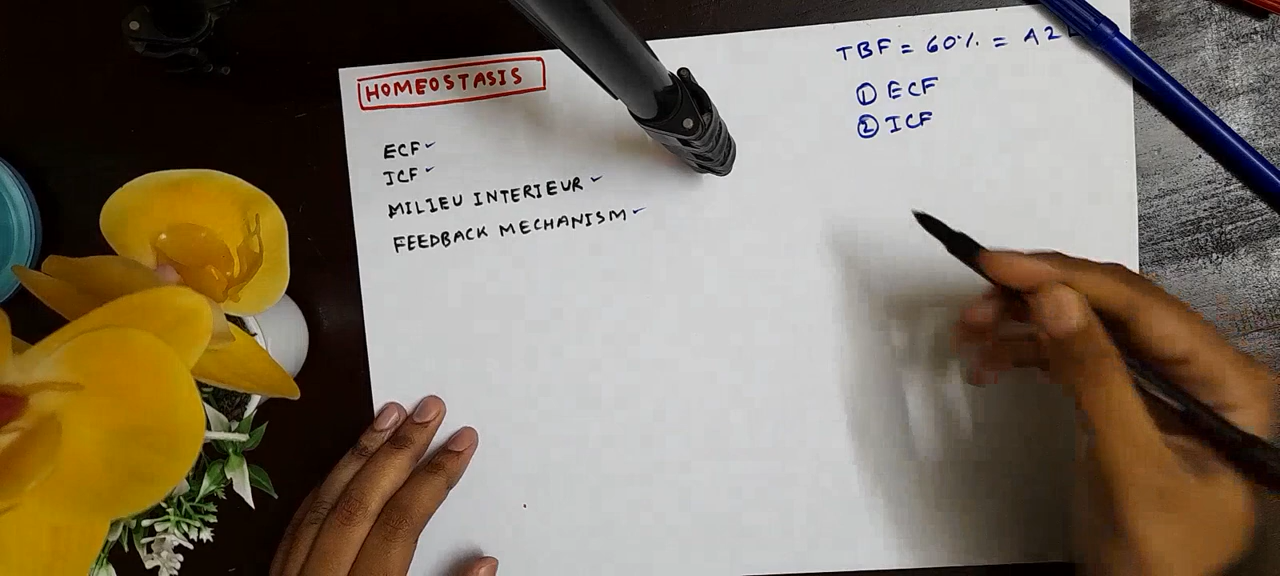 HOMEOSTASIS
ECF
ICF
MILIEU INTERIEUR
FEEDBACK MECHANISM
TBF = 60% = 42
① ECF
② ICF